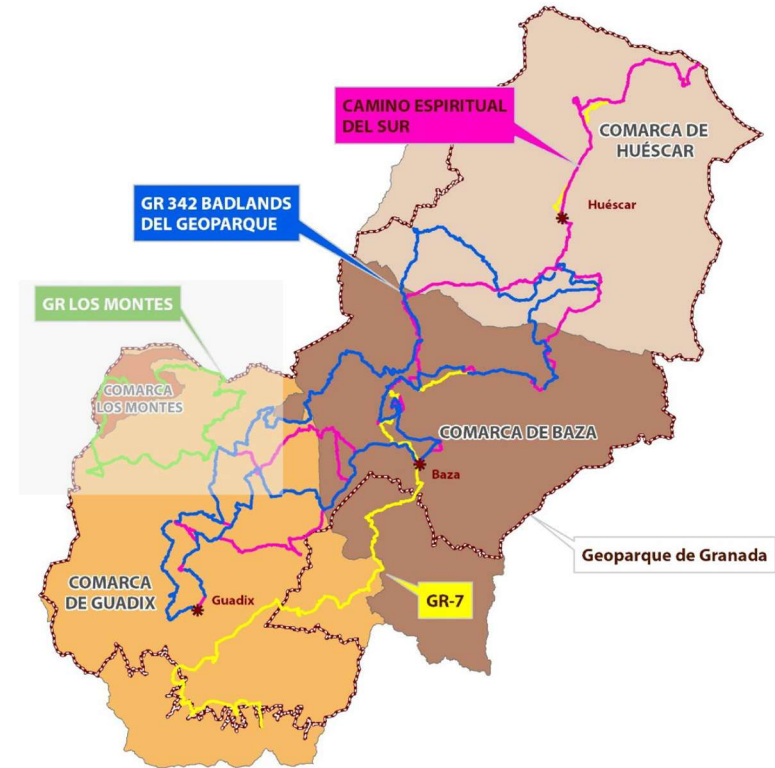 CAMINO ESPIRITUAL
DEL SUR
COMARCA DE
HUÉSCAR
GR 342 BADLANDS
DEL GEOPARQUE
Huéscar
GR LOS MONTES
COMARCA
LOS MONTES
COMARCA DE BAZA
Baza
Geoparque de Granada
COMARCA
DE GUADIX
Guadix
GR-7